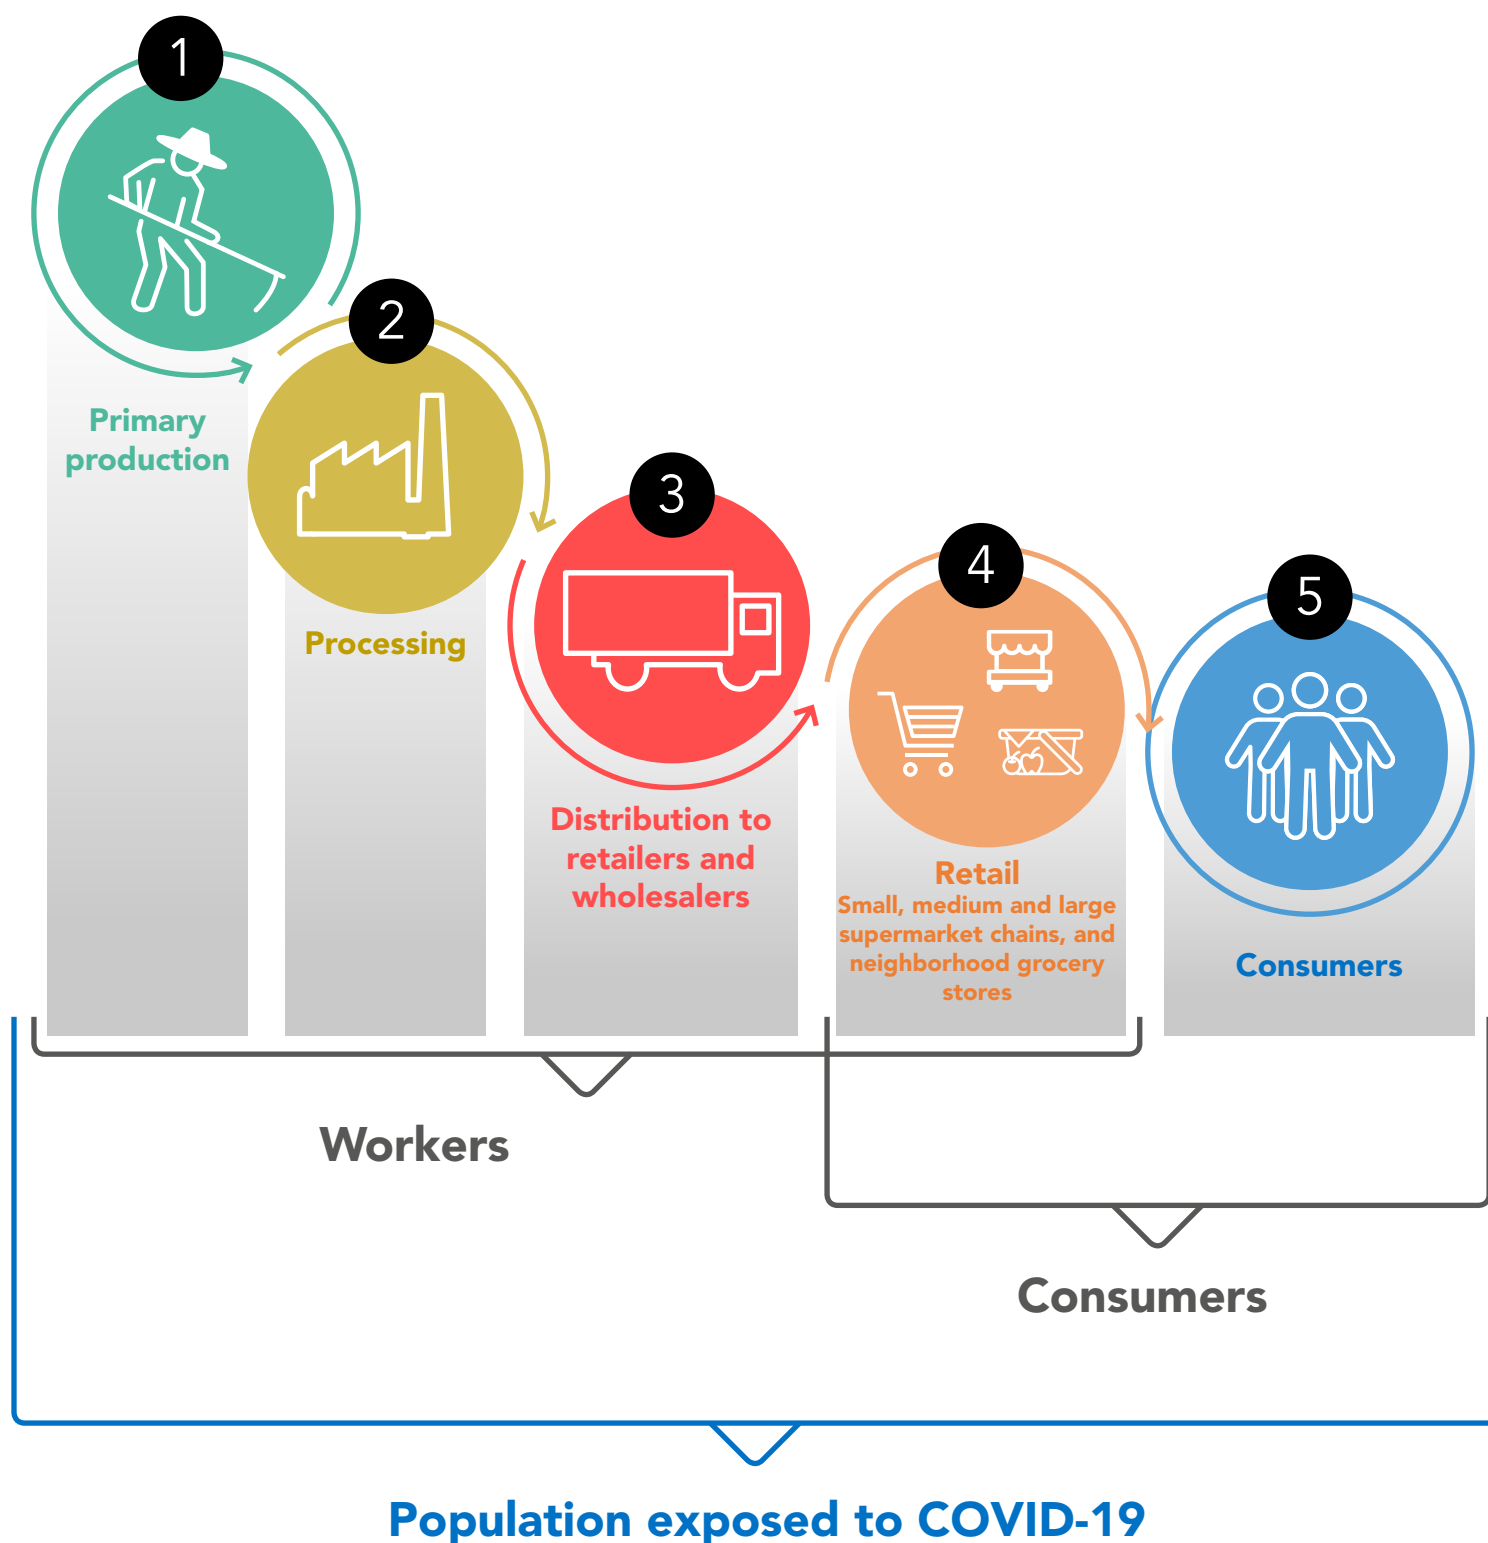 1
Primary
production
2
Processing
3
Distribution to
retailers and
wholesalers
4
Retail
Small, medium and large
supermarket chains, and
neighborhood grocery
stores
5
Consumers
Workers
Consumers
Population exposed to COVID-19